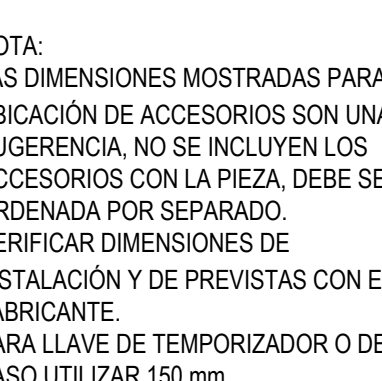 OTA:
AS DIMENSIONES MOSTRADAS PARA
BICACIÓN DE ACCESORIOS SON UNA
UGERENCIA, NO SE INCLUYEN LOS
CCESORIOS CON LA PIEZA, DEBE SE
RDENADA POR SEPARADO.
ERIFICAR DIMENSIONES DE
STALACIÓN Y DE PREVISTAS CON E
ABRICANTE.
ARA LLAVE DE TEMPORIZADOR O DE
ASO UTILIZAR 150 mm